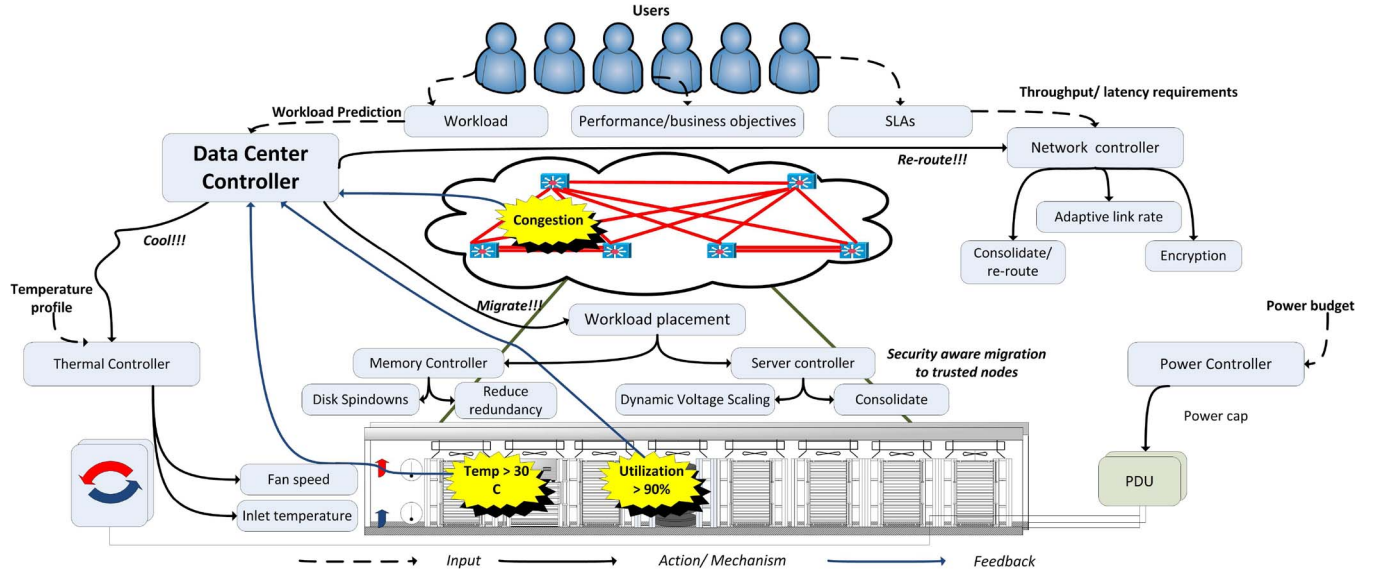 Users
Throughput/ latency requirements
Workload Prediction
Workload
Performance/business objectives
SLAs
Data Center
Controller
Re-route!!!
Network controller
Congestion
Adaptive link rate
Consolidate/
re-route
Encryption
Cool!!!
Temperature
profile
Migrate!!!
Workload placement
Power budget
Thermal Controller
Memory Controller
Server controller
Security aware migration
to trusted nodes
Power Controller
Disk Spindowns
Reduce
redundancy
Dynamic Voltage Scaling
Consolidate
Power cap
Fan speed
Inlet temperature
Temp > 30
C
Utilization
> 90%
PDU
Input
Action/ Mechanism
Feedback